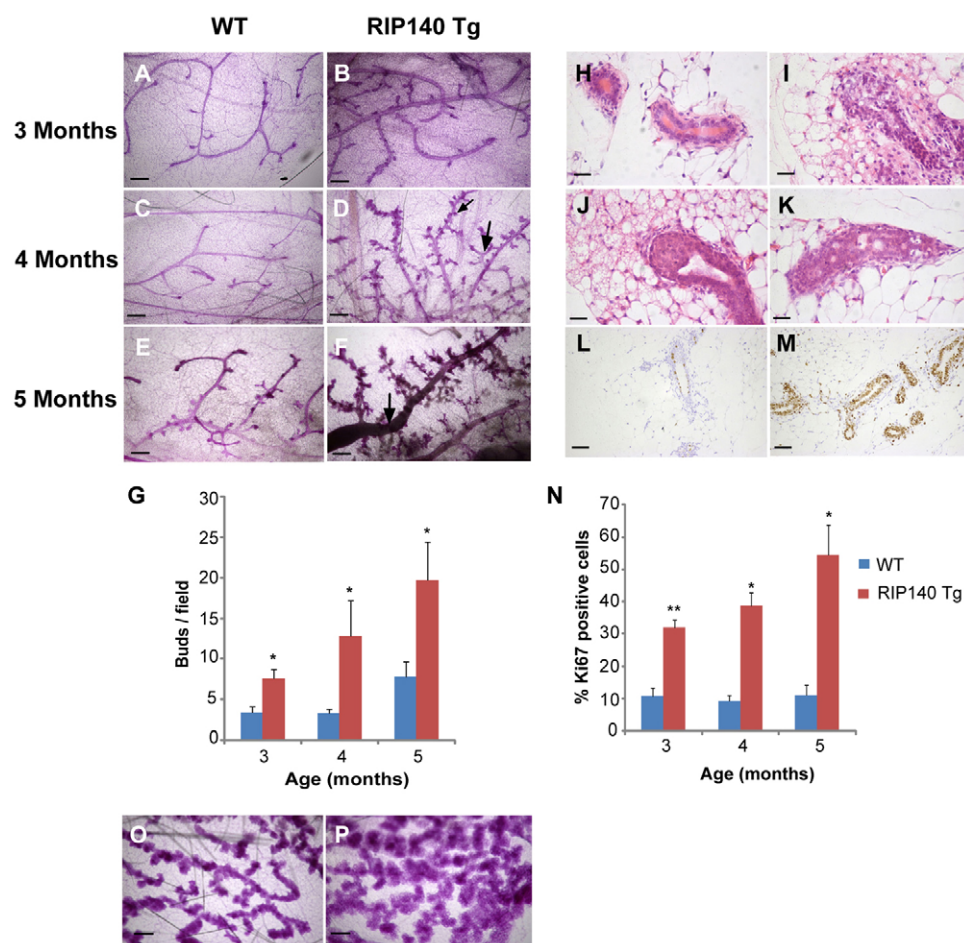 WT RIP140 Tg
A B H I
3 Months
C D J K
4 Months
E F L M
5 Months
G N
30
25
20
15
10
5
0
Buds / field
* * *
3 4 5
Age (months)
70
60
50
40
30
20
10
0
% Ki67 positive cells
** * *
3 4 5
Age (months)
WT
RIP140 Tg
O P